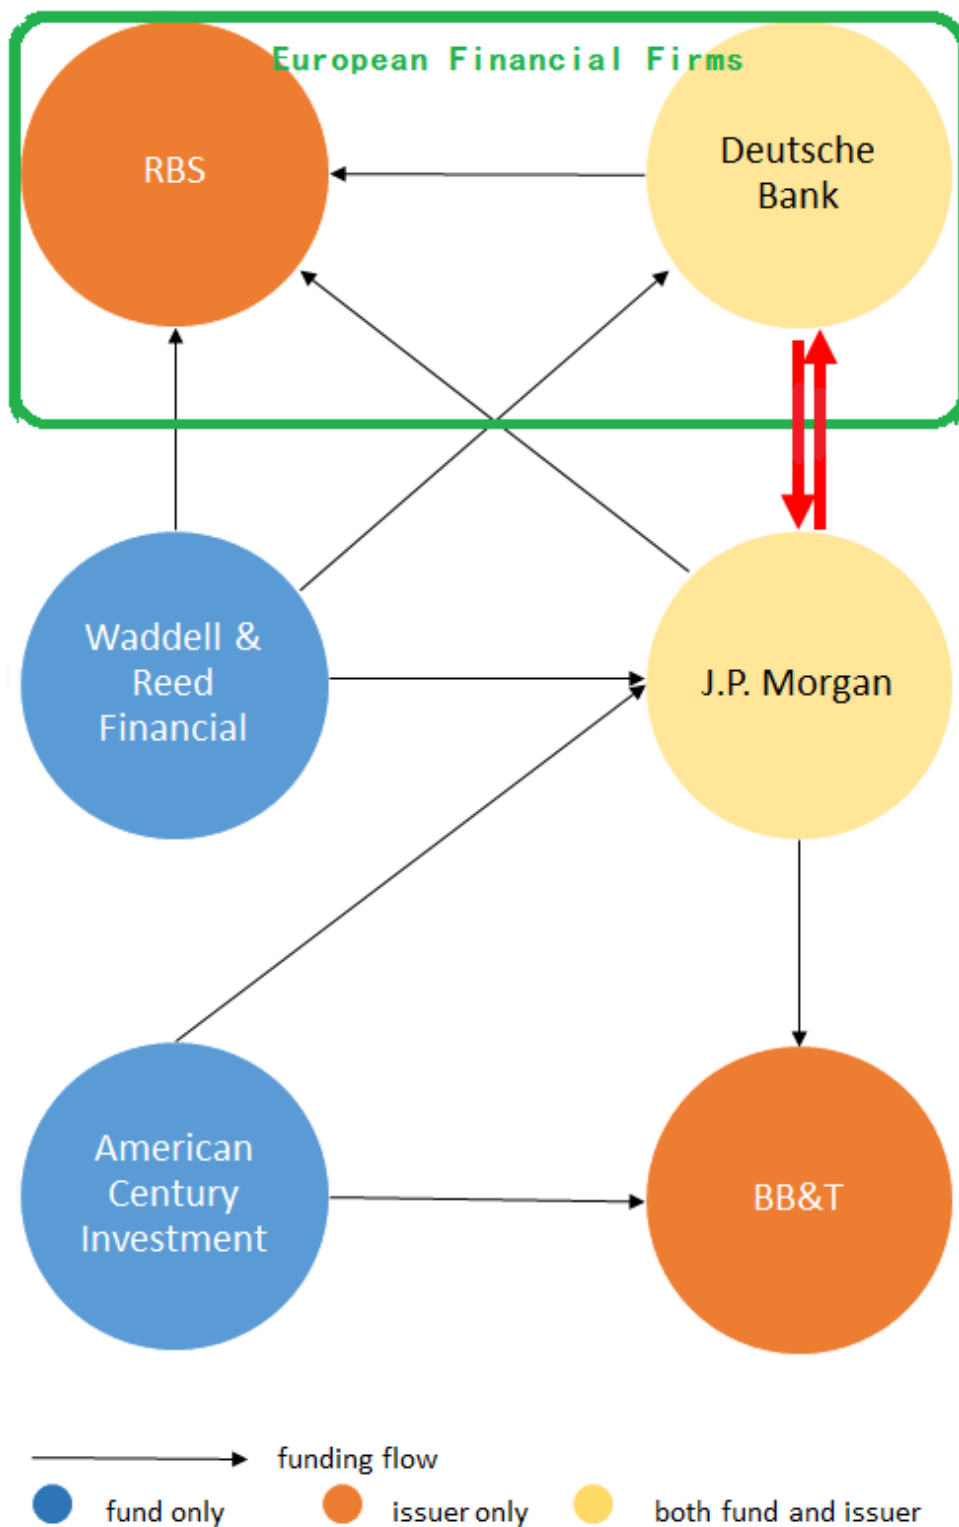 European Financial Firms
RBS
Deutsche
Bank
Waddell &
Reed
Financial
J.P. Morgan
American
Century
Investment
BB&T
funding flow
fund only
issuer only
both fund and issuer